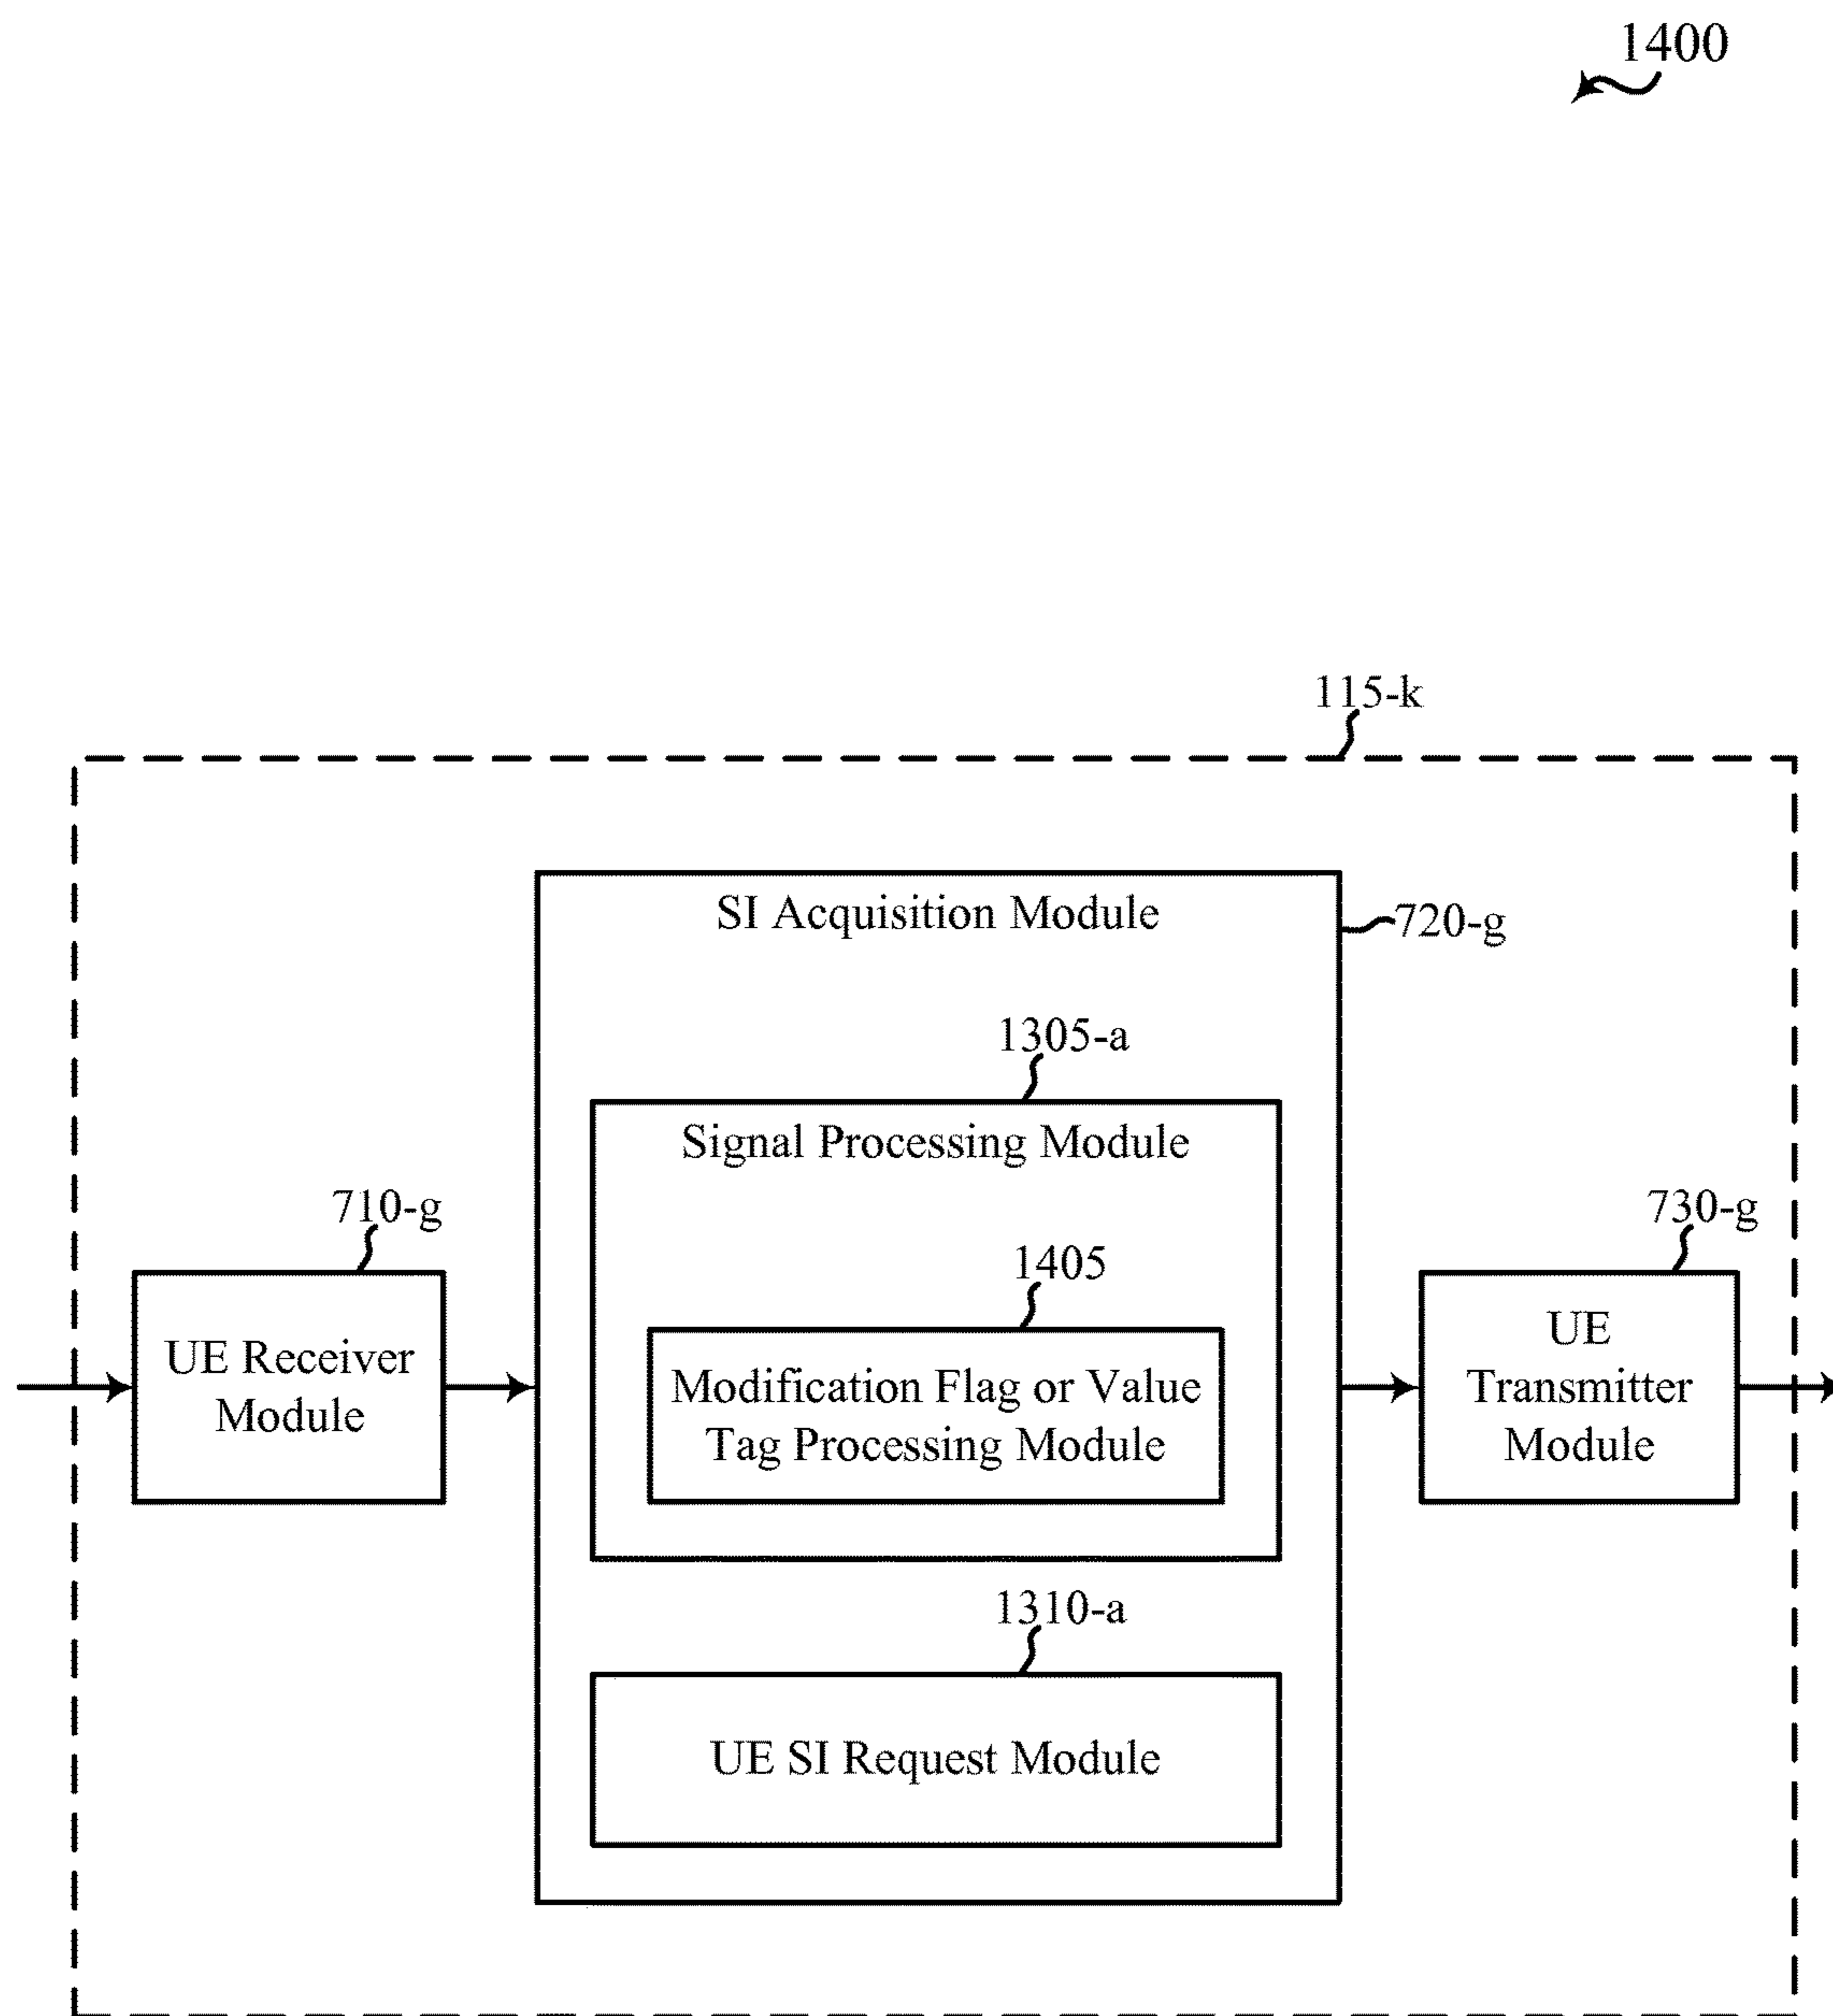 1400
115-k
SI Acquisition Module
720-g
1305-a
Signal Processing Module
710-g
730-g
1405
UE Receiver
Module
Modification Flag or Value
Tag Processing Module
UE
Transmitter
Module
1310-a
UE SI Request Module